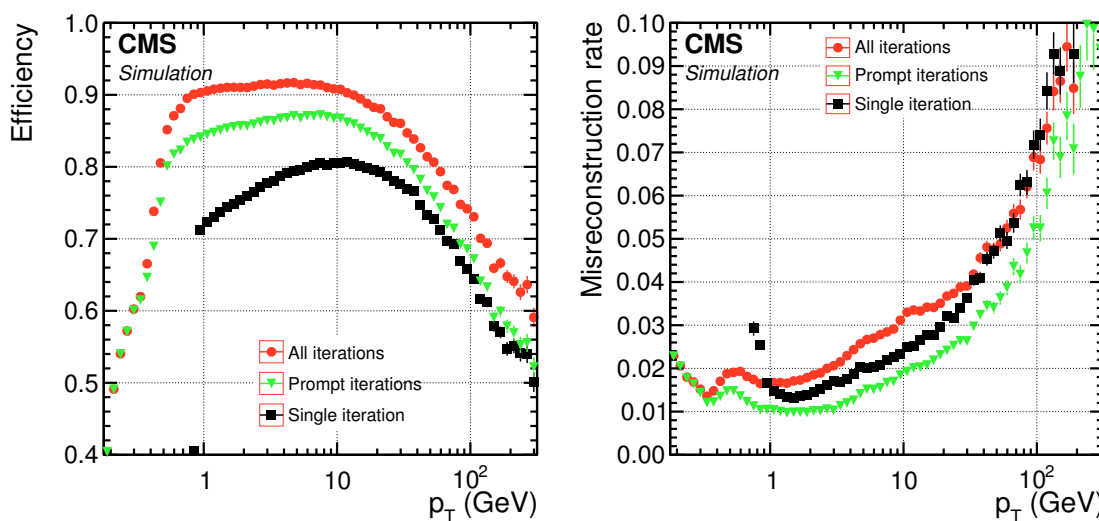 CMS
Simulation
Efficiency
1.0
0.9
0.8
0.7
0.6
0.5
0.4
All iterations
Prompt iterations
Single iteration
1
10
10²
p_T (GeV)
CMS
Simulation
Misreconstruction rate
All iterations
Prompt iterations
Single iteration
0.10
0.09
0.08
0.07
0.06
0.05
0.04
0.03
0.02
0.01
0.00
1
10
10²
p_T (GeV)